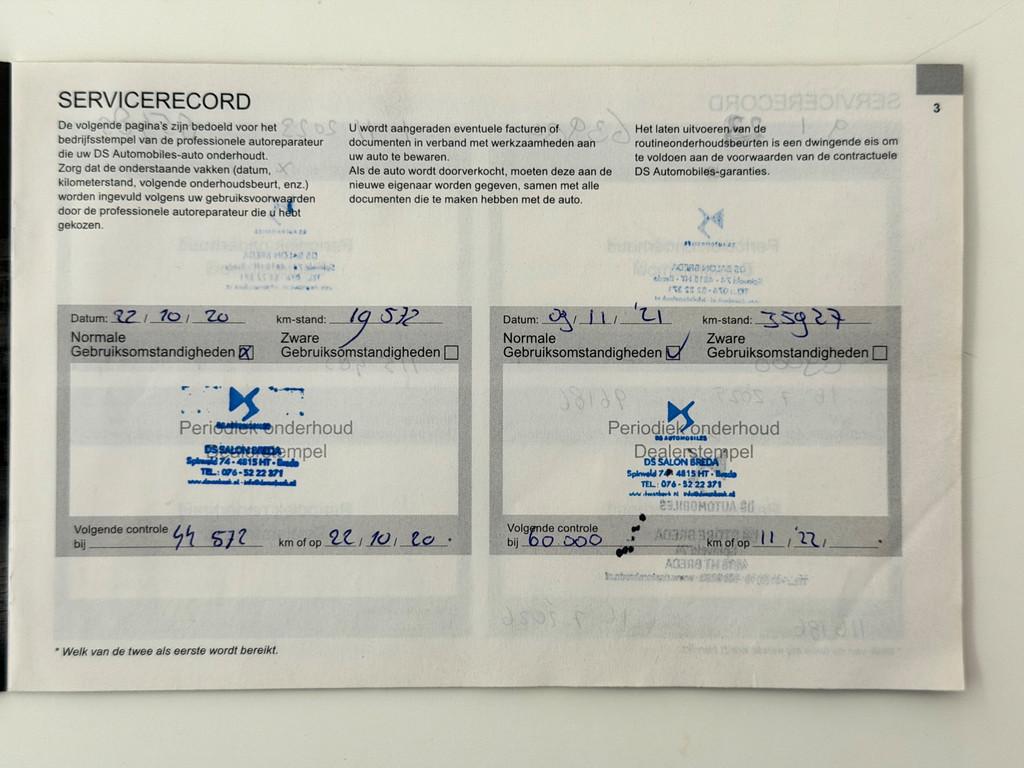 SERVICERECORD
3
De volgende pagina's zijn bedoeld voor het
bedrijfsstempel van de professionele autoreparateur
die uw DS Automobiles-auto onderhoudt.
Zorg dat de onderstaande vakken (datum,
kilometerstand, volgende onderhoudsbeurt, enz.)
worden ingevuld volgens uw gebruiksvoorwaarden
door de professionele autoreparateur die u hebt
gekozen.
U wordt aangeraden eventuele facturen of
documenten in verband met werkzaamheden aan
uw auto te bewaren.
Als de auto wordt doorverkocht, moeten deze aan de
nieuwe eigenaar worden gegeven, samen met alle
documenten die te maken hebben met de auto.
Het laten uitvoeren van de
routineonderhoudsbeurten is een dwingende eis om
te voldoen aan de voorwaarden van de contractuele
DS Automobiles-garanties.
Datum: 22 / 10 / 20 km-stand: 19 572
Normale
Gebruiksomstandigheden
Zware
Gebruiksomstandigheden
Periodiek onderhoud
Dealerstempel
DS SALON BREDA
Spinveld 74 - 4815 HT - Breda
TEL.: 076 - 52 22 371
Volgende controle
bij 44 572 km of op 22 / 10 / 20 .
Datum: 09 / 11 / '21 km-stand: 35927
Normale
Gebruiksomstandigheden
Zware
Gebruiksomstandigheden
Periodiek onderhoud
Dealerstempel
DS AUTOMOBILES
DS SALON BREDA
Spinveld 74 - 4815 HT - Breda
TEL.: 076 - 52 22 371
Volgende controle
bij 60.000 km of op 11 / '22 / .
* Welk van de twee als eerste wordt bereikt.